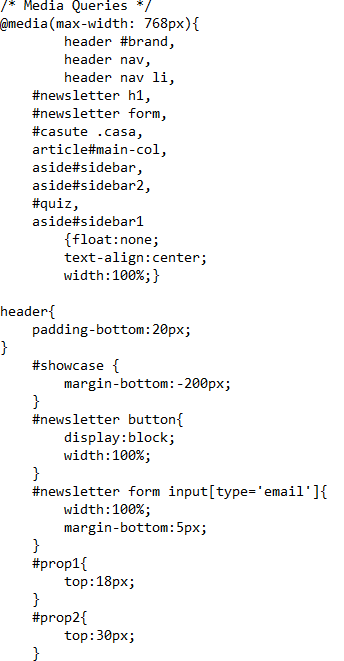 /* Media Queries */
@media(max-width: 768px){
header #brand,
header nav,
header nav li,
#newsletter h1,
#newsletter form,
#casute .casa,
article#main-col,
aside#sidebar,
aside#sidebar2,
#quiz,
aside#sidebar1
{float:none;
text-align:center;
width:100%;}
header{
padding-bottom:20px;
}
#showcase {
margin-bottom:-200px;
}
#newsletter button{
display:block;
width:100%;
}
#newsletter form input[type='email']{
width:100%;
margin-bottom:5px;
}
#prop1{
top:18px;
}
#prop2{
top:30px;
}